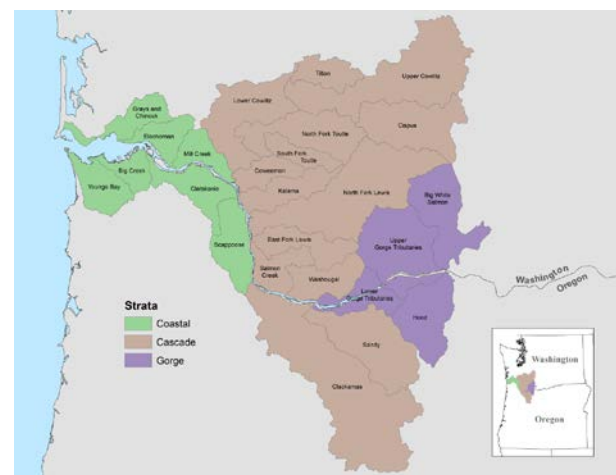 Tilton
Upper Cowlitz
Lower Cowlitz
Grays and
Chinook
Elochoman
Cispus
North Fork Toutle
Mill Creek
South Fork
Toutle
Coweeman
Big Creek
Youngs Bay
Clatskanie
Kalama
North Fork Lewis
Big White
Salmon
Scappoose
East Fork Lewis
Upper
Gorge Tributaries
Salmon
Creek
Washougal
Washington
Oregon
Lower
Gorge Tributaries
Hood
Strata
Coastal
Cascade
Gorge
Sandy
Clackamas
Washington
Oregon